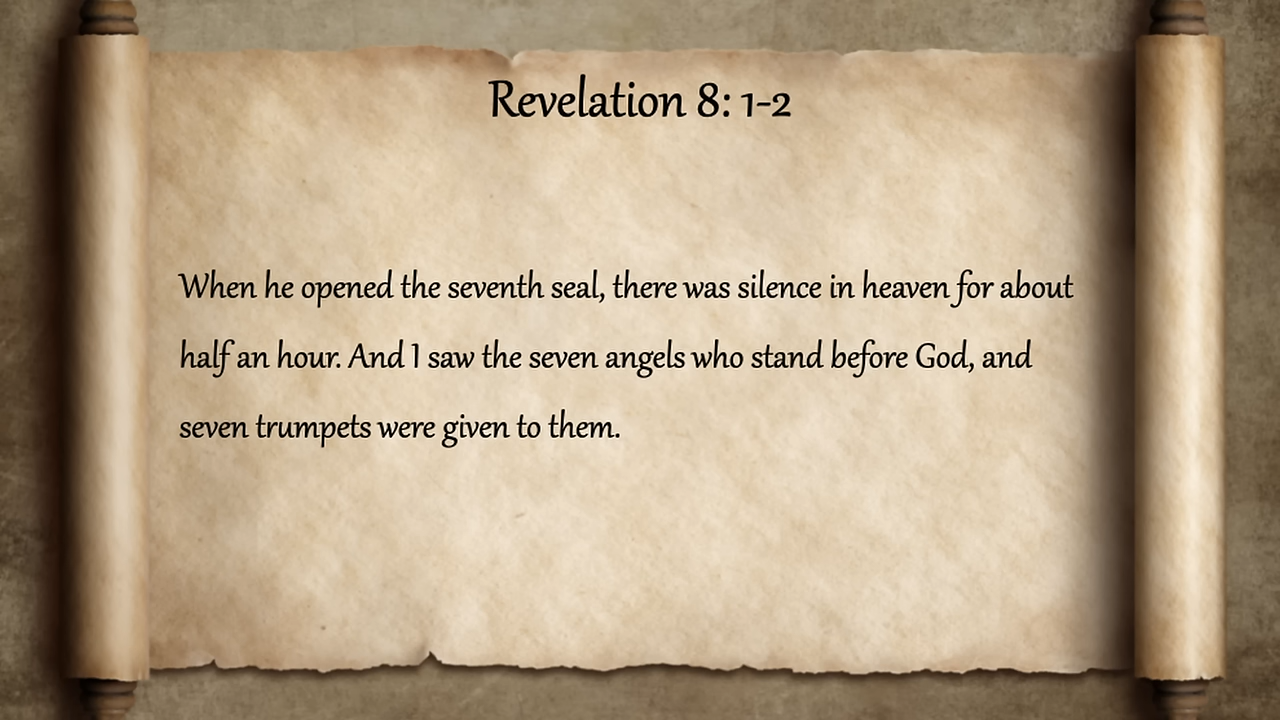 Revelation 8: 1-2
When he opened the seventh seal, there was silence in heaven for about
half an hour. And I saw the seven angels who stand before God, and
seven trumpets were given to them.